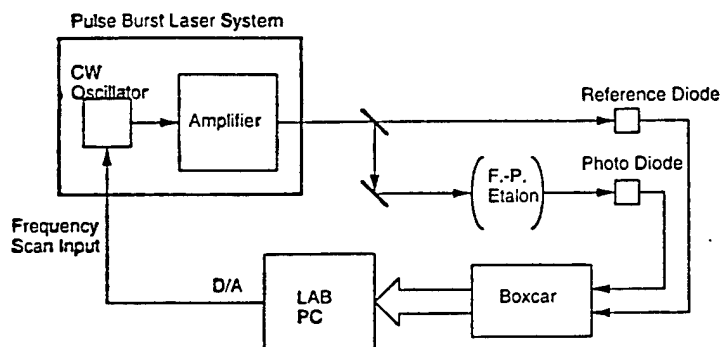 Pulse Burst Laser System
CW
Oscillator
Amplifier
Reference Diode
Photo Diode
F.-P.
Etalon
Frequency
Scan Input
D/A
LAB
PC
Boxcar